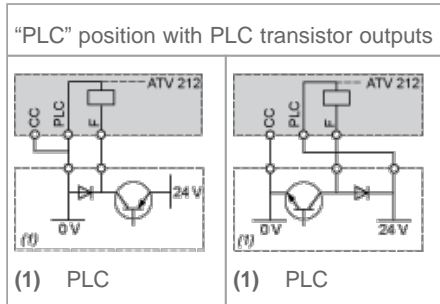 “PLC” position with PLC transistor outputs
ATV 212
CC
PLC
F
0 V
24 V
(1)
(1) PLC
ATV 212
CC
PLC
F
0 V
24 V
(1)
(1) PLC